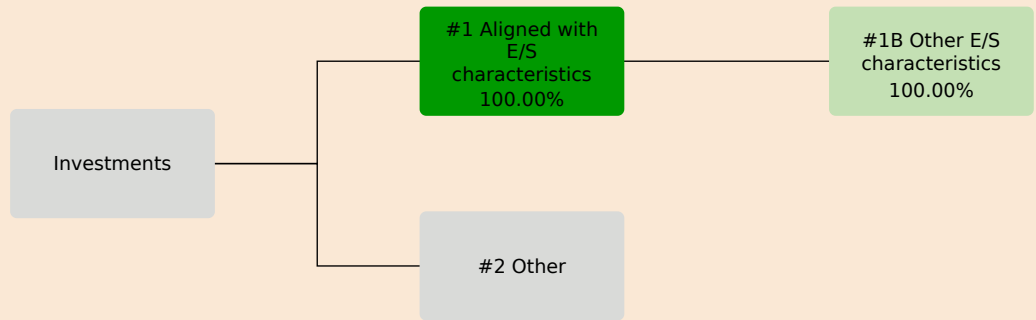 #1 Aligned with
E/S
characteristics
100.00%
#1B Other E/S
characteristics
100.00%
Investments
#2 Other